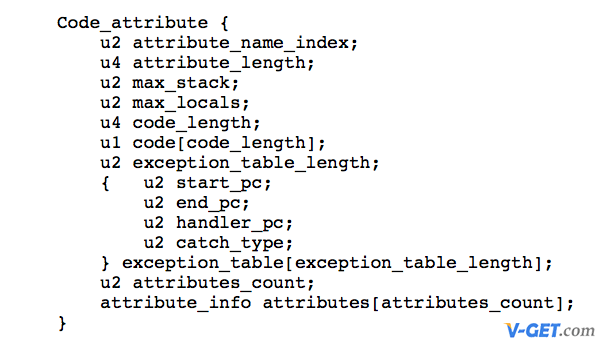 Code_attribute {
    u2 attribute_name_index;
    u4 attribute_length;
    u2 max_stack;
    u2 max_locals;
    u4 code_length;
    u1 code[code_length];
    u2 exception_table_length;
    {   u2 start_pc;
        u2 end_pc;
        u2 handler_pc;
        u2 catch_type;
    } exception_table[exception_table_length];
    u2 attributes_count;
    attribute_info attributes[attributes_count];
}
V-GET.com